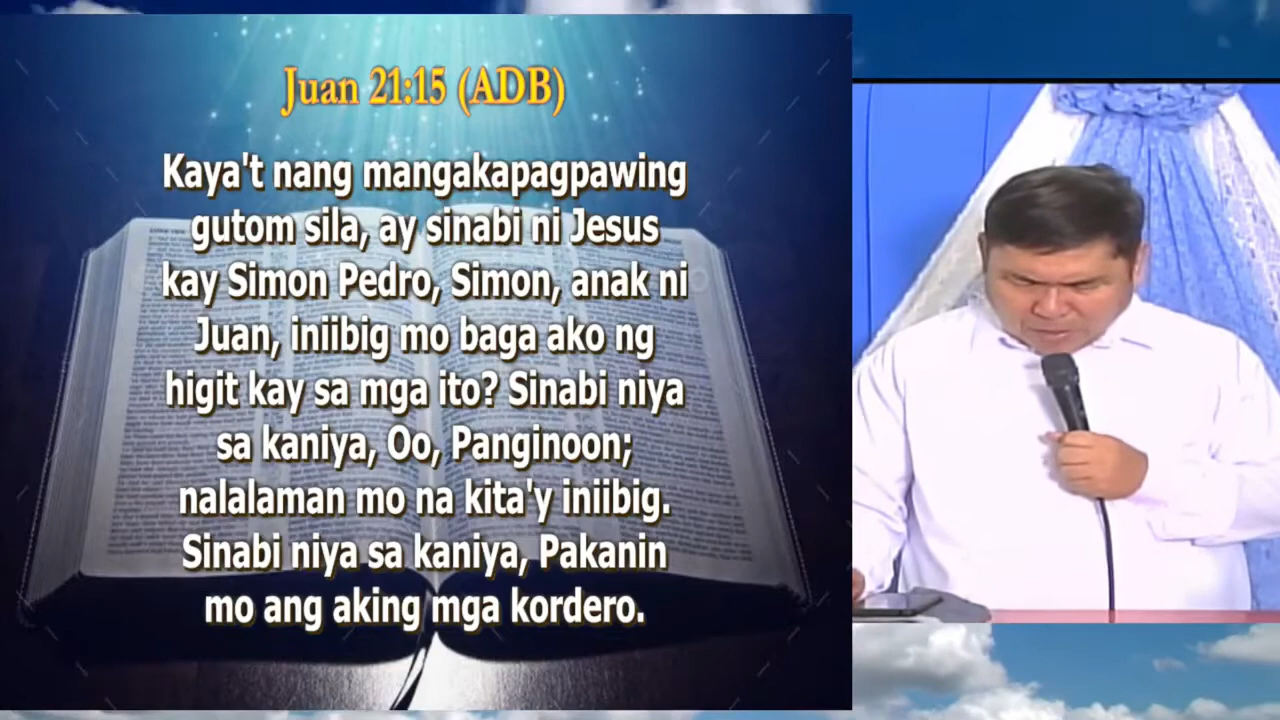 Juan 21:15 (ADB)
Kaya't nang mangakapagpawing
gutom sila, ay sinabi ni Jesus
kay Simon Pedro, Simon, anak ni
Juan, iniibig mo baga ako ng
higit kay sa mga ito? Sinabi niya
sa kaniya, Oo, Panginoon;
nalalaman mo na kita'y iniibig.
Sinabi niya sa kaniya, Pakanin
mo ang aking mga kordero.